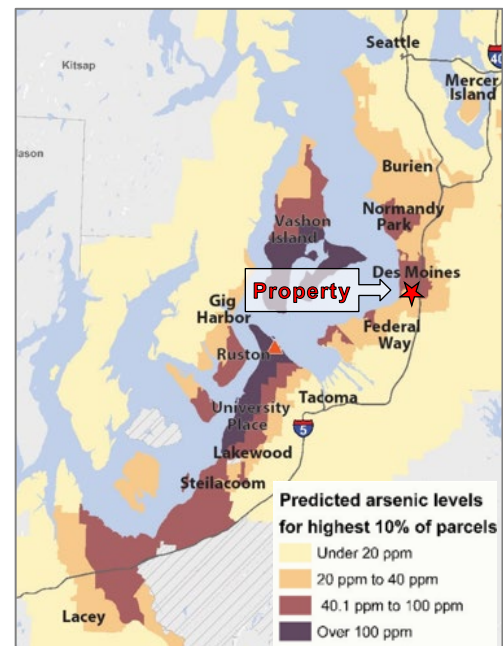 Seattle
Kitsap
Mercer
Island
Mason
Burien
Normandy
Park
Vashon
Island
Des Moines
Property
Gig
Harbor
Federal
Way
Ruston
Tacoma
University
Place
5
Lakewood
Steilacoom
Lacey
Predicted arsenic levels
for highest 10% of parcels
Under 20 ppm
20 ppm to 40 ppm
40.1 ppm to 100 ppm
Over 100 ppm